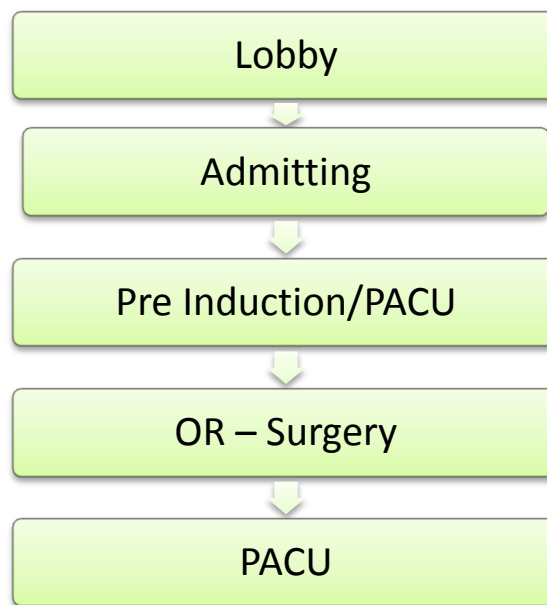 Lobby
Admitting
Pre Induction/PACU
OR – Surgery
PACU